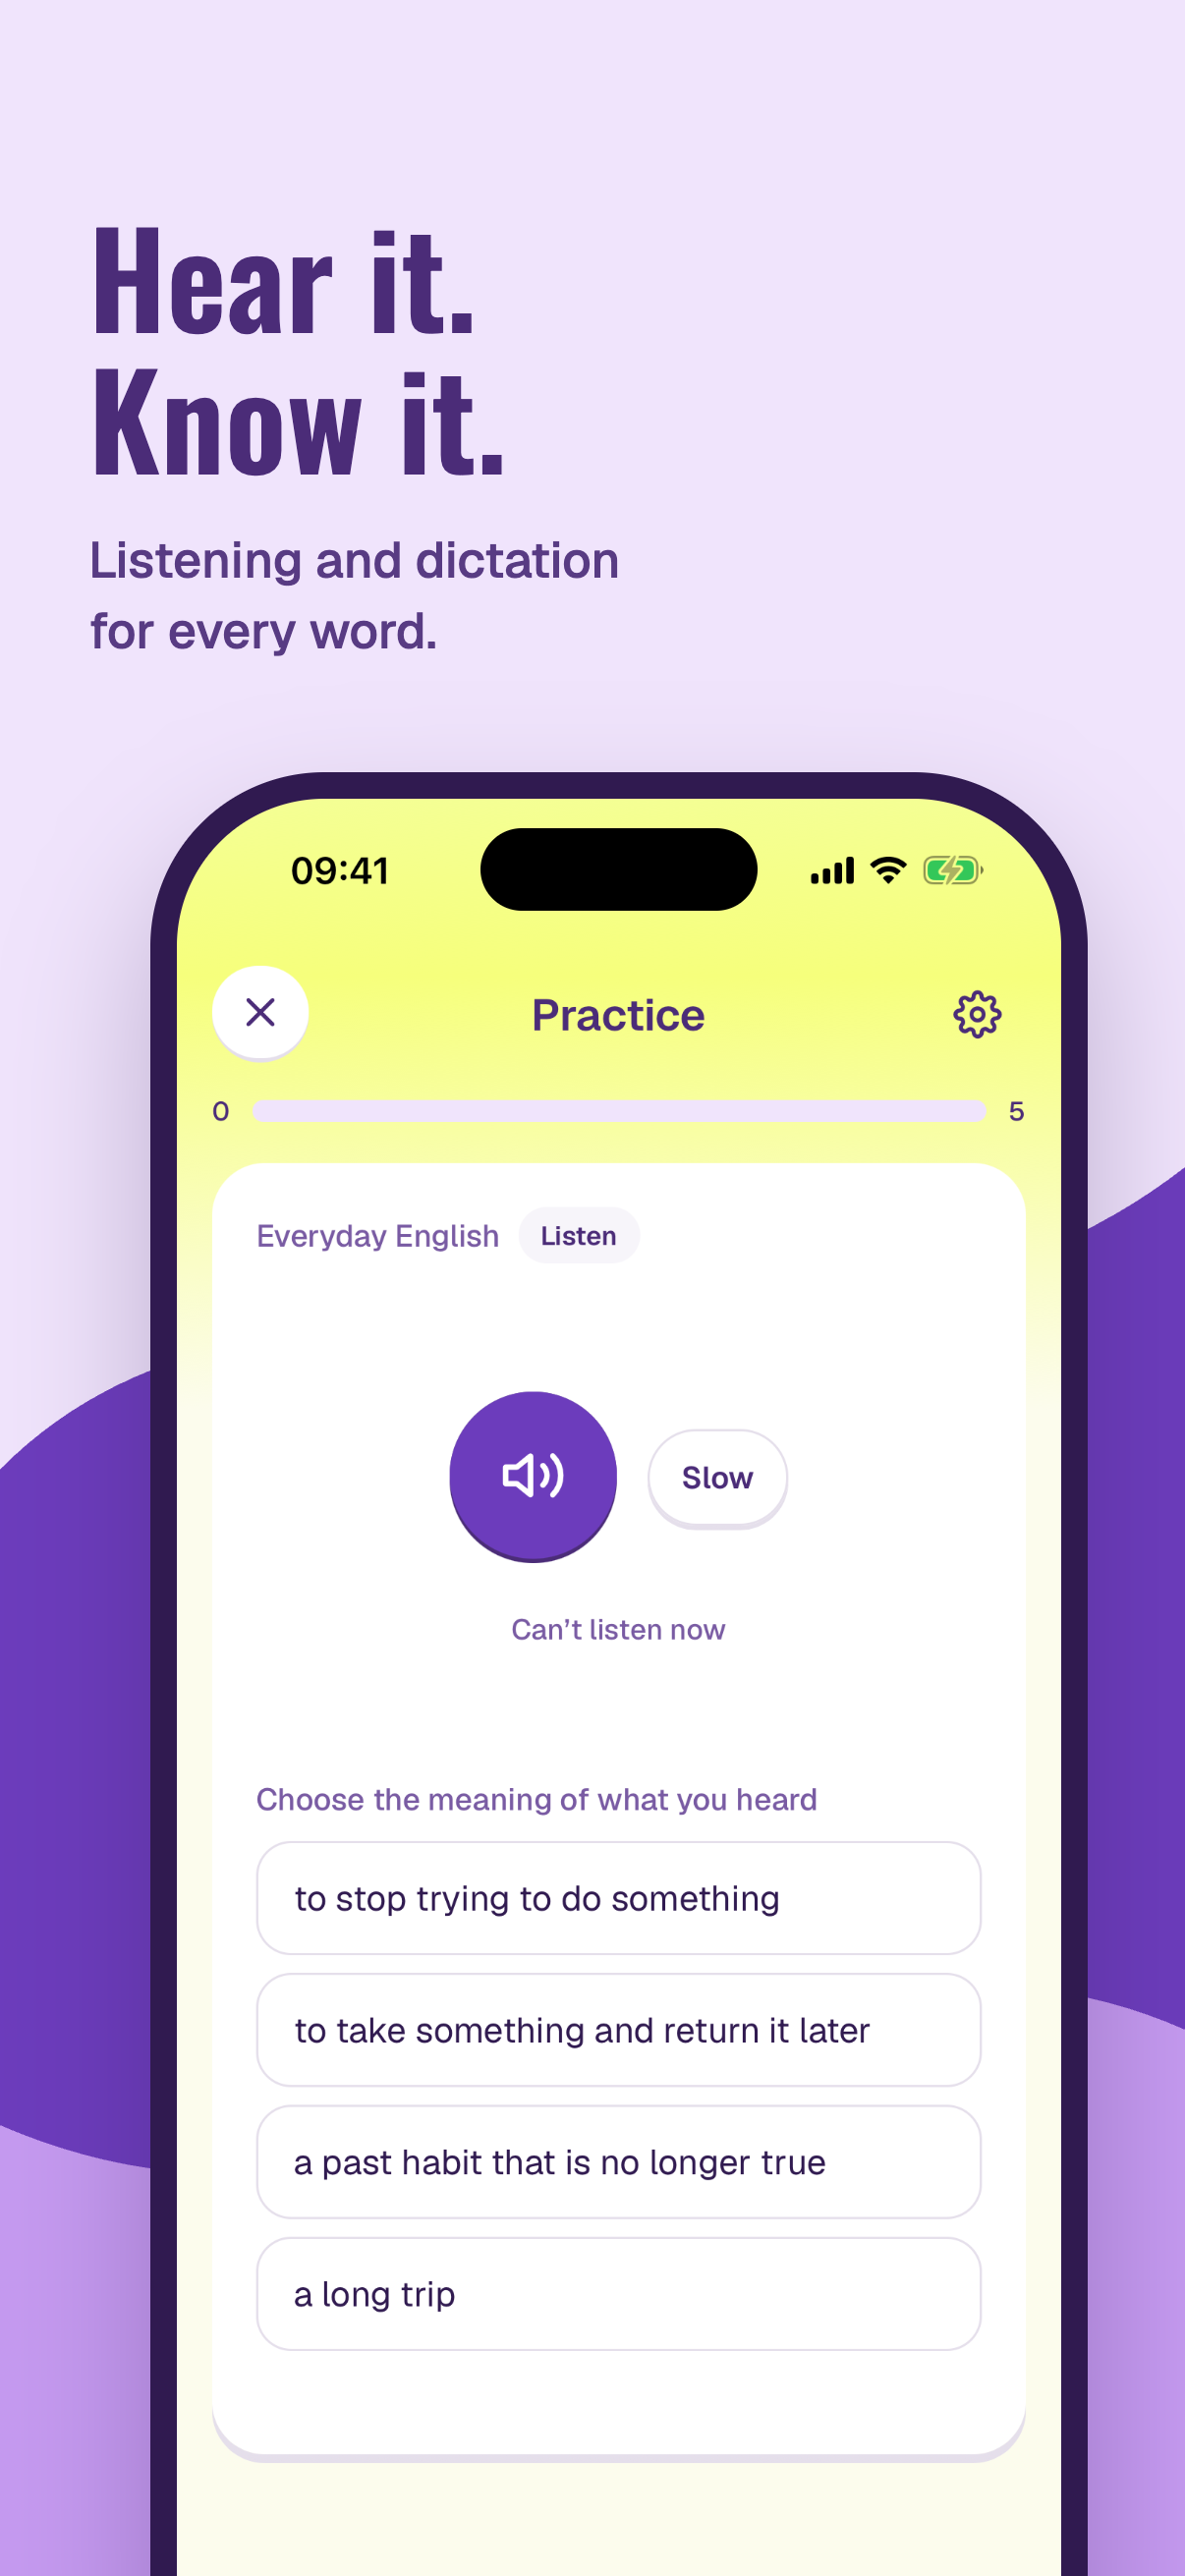 Hear it.
Know it.
Listening and dictation
for every word.
09:41
Practice
0
5
Everyday English
Listen
Slow
Can’t listen now
Choose the meaning of what you heard
to stop trying to do something
to take something and return it later
a past habit that is no longer true
a long trip